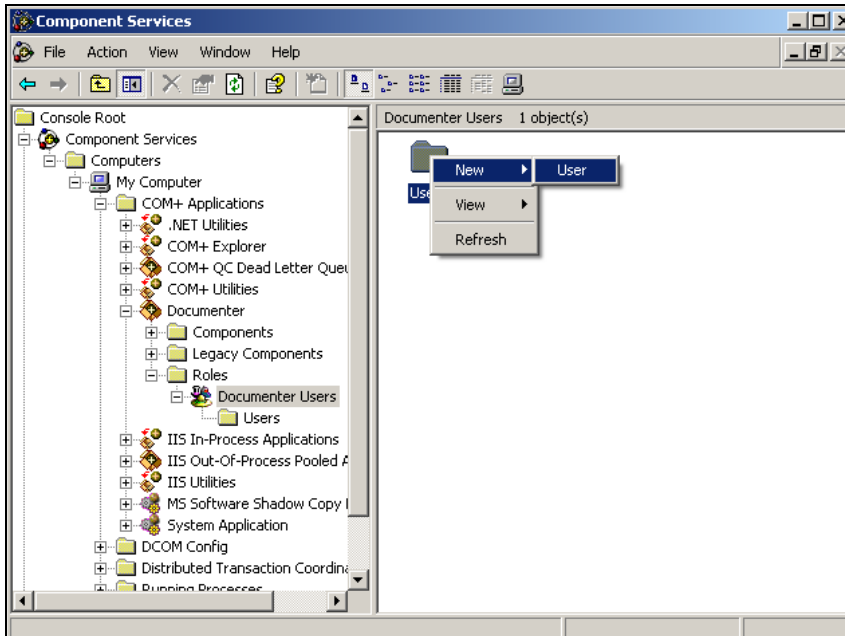 Component Services
File Action View Window Help
Console Root
Component Services
Computers
My Computer
COM+ Applications
.NET Utilities
COM+ Explorer
COM+ QC Dead Letter Queu
COM+ Utilities
Documenter
Components
Legacy Components
Roles
Documenter Users
Users
IIS In-Process Applications
IIS Out-Of-Process Pooled A
IIS Utilities
MS Software Shadow Copy
System Application
DCOM Config
Distributed Transaction Coordina
Running Processes
Documenter Users 1 object(s)
Use
New
User
View
Refresh